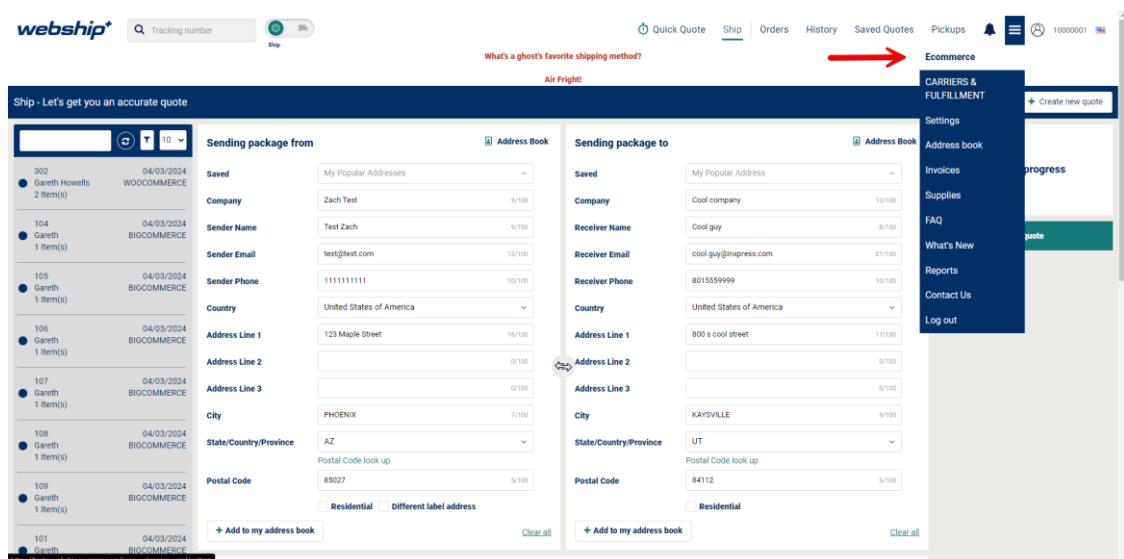 webship+
Tracking number
Ship
Quick Quote
Ship
Orders
History
Saved Quotes
Pickups
10000001
What's a ghost's favorite shipping method?
Air Fright!
Ecommerce
CARRIERS &
FULFILLMENT
Settings
Address book
Invoices
Supplies
FAQ
What's New
Reports
Contact Us
Log out
Ship - Let's get you an accurate quote
+ Create new quote
10
302 04/03/2024
Gareth Howells WOOCOMMERCE
2 Item(s)
104 04/03/2024
Gareth BIGCOMMERCE
1 Item(s)
105 04/03/2024
Gareth BIGCOMMERCE
1 Item(s)
106 04/03/2024
Gareth BIGCOMMERCE
1 Item(s)
107 04/03/2024
Gareth BIGCOMMERCE
1 Item(s)
108 04/03/2024
Gareth BIGCOMMERCE
1 Item(s)
109 04/03/2024
Gareth BIGCOMMERCE
1 Item(s)
101 04/03/2024
Gareth BIGCOMMERCE
Sending package from Address Book
Saved My Popular Addresses
Company Zach Test 9/100
Sender Name Test Zach 9/100
Sender Email test@test.com 13/100
Sender Phone 1111111111 10/100
Country United States of America
Address Line 1 123 Maple Street 16/100
Address Line 2 0/100
Address Line 3 0/100
City PHOENIX 7/100
State/Country/Province AZ
Postal Code look up
Postal Code 85027 5/100
Residential Different label address
+ Add to my address book Clear all
Sending package to Address Book
Saved My Popular Address
Company Cool company 12/100
Receiver Name Cool guy 8/100
Receiver Email cool.guy@inxpress.com 21/100
Receiver Phone 8015559999 10/100
Country United States of America
Address Line 1 800 s cool street 17/100
Address Line 2 0/100
Address Line 3 0/100
City KAYSVILLE 9/100
State/Country/Province UT
Postal Code look up
Postal Code 84112 5/100
Residential
+ Add to my address book Clear all
progress
quote